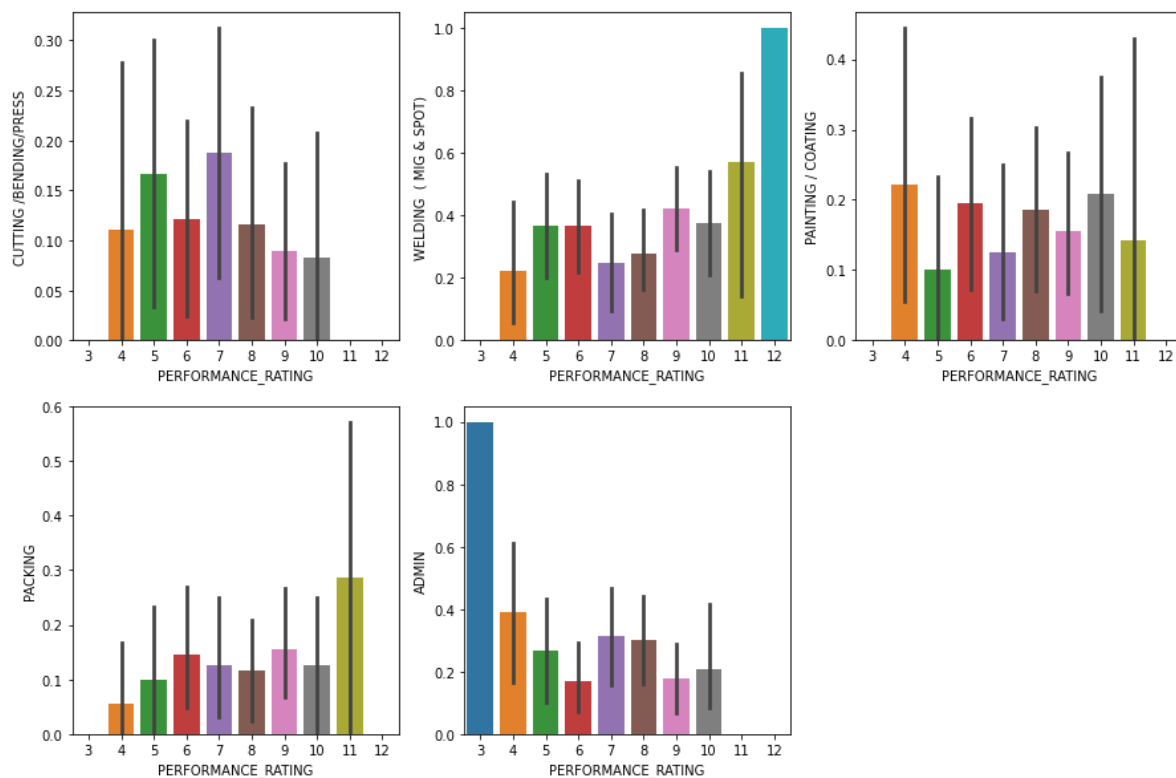 CUTTING /BENDING/PRESS
0.30
0.25
0.20
0.15
0.10
0.05
0.00
3 4 5 6 7 8 9 10 11 12
PERFORMANCE_RATING
WELDING ( MIG & SPOT)
1.0
0.8
0.6
0.4
0.2
0.0
3 4 5 6 7 8 9 10 11 12
PERFORMANCE_RATING
PAINTING / COATING
0.4
0.3
0.2
0.1
0.0
3 4 5 6 7 8 9 10 11 12
PERFORMANCE_RATING
PACKING
0.6
0.5
0.4
0.3
0.2
0.1
0.0
3 4 5 6 7 8 9 10 11 12
PERFORMANCE_RATING
ADMIN
1.0
0.8
0.6
0.4
0.2
0.0
3 4 5 6 7 8 9 10 11 12
PERFORMANCE_RATING